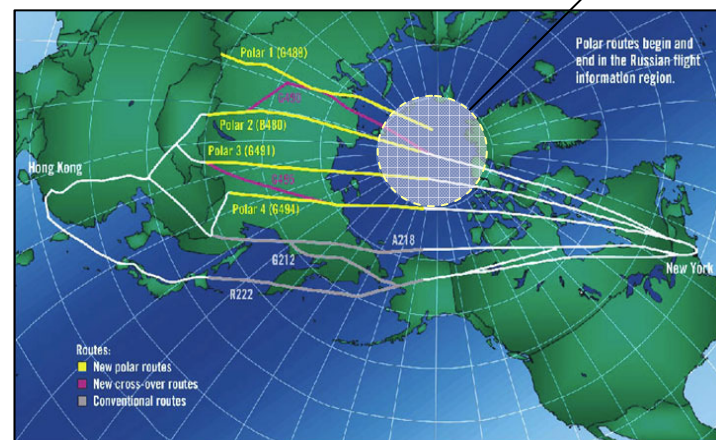 Polar 1 (G488)
Polar routes begin and
end in the Russian flight
information region.
G490
Polar 2 (B480)
Polar 3 (G491)
Hong Kong
Polar 4 (G494)
A218
G212
New York
R222
Routes:
New polar routes
New cross-over routes
Conventional routes